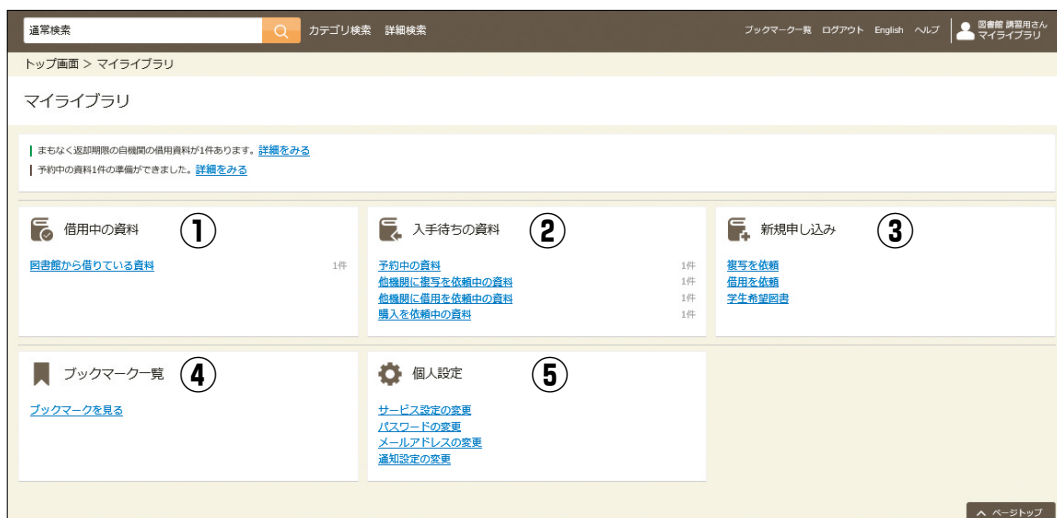 通常検索 カテゴリ検索 詳細検索 ブックマーク一覧 ログアウト English ヘルプ 図書館 講習用さん
マイライブラリ
トップ画面 > マイライブラリ
マイライブラリ
まもなく返却期限の自機関の借用資料が1件あります。詳細をみる
予約中の資料1件の準備ができました。詳細をみる
借用中の資料 ①
図書館から借りている資料 1件
入手待ちの資料 ②
予約中の資料 1件
他機関に複写を依頼中の資料 1件
他機関に借用を依頼中の資料 1件
購入を依頼中の資料 1件
新規申し込み ③
複写を依頼
借用を依頼
学生希望図書
ブックマーク一覧 ④
ブックマークを見る
個人設定 ⑤
サービス設定の変更
パスワードの変更
メールアドレスの変更
通知設定の変更
ページトップ